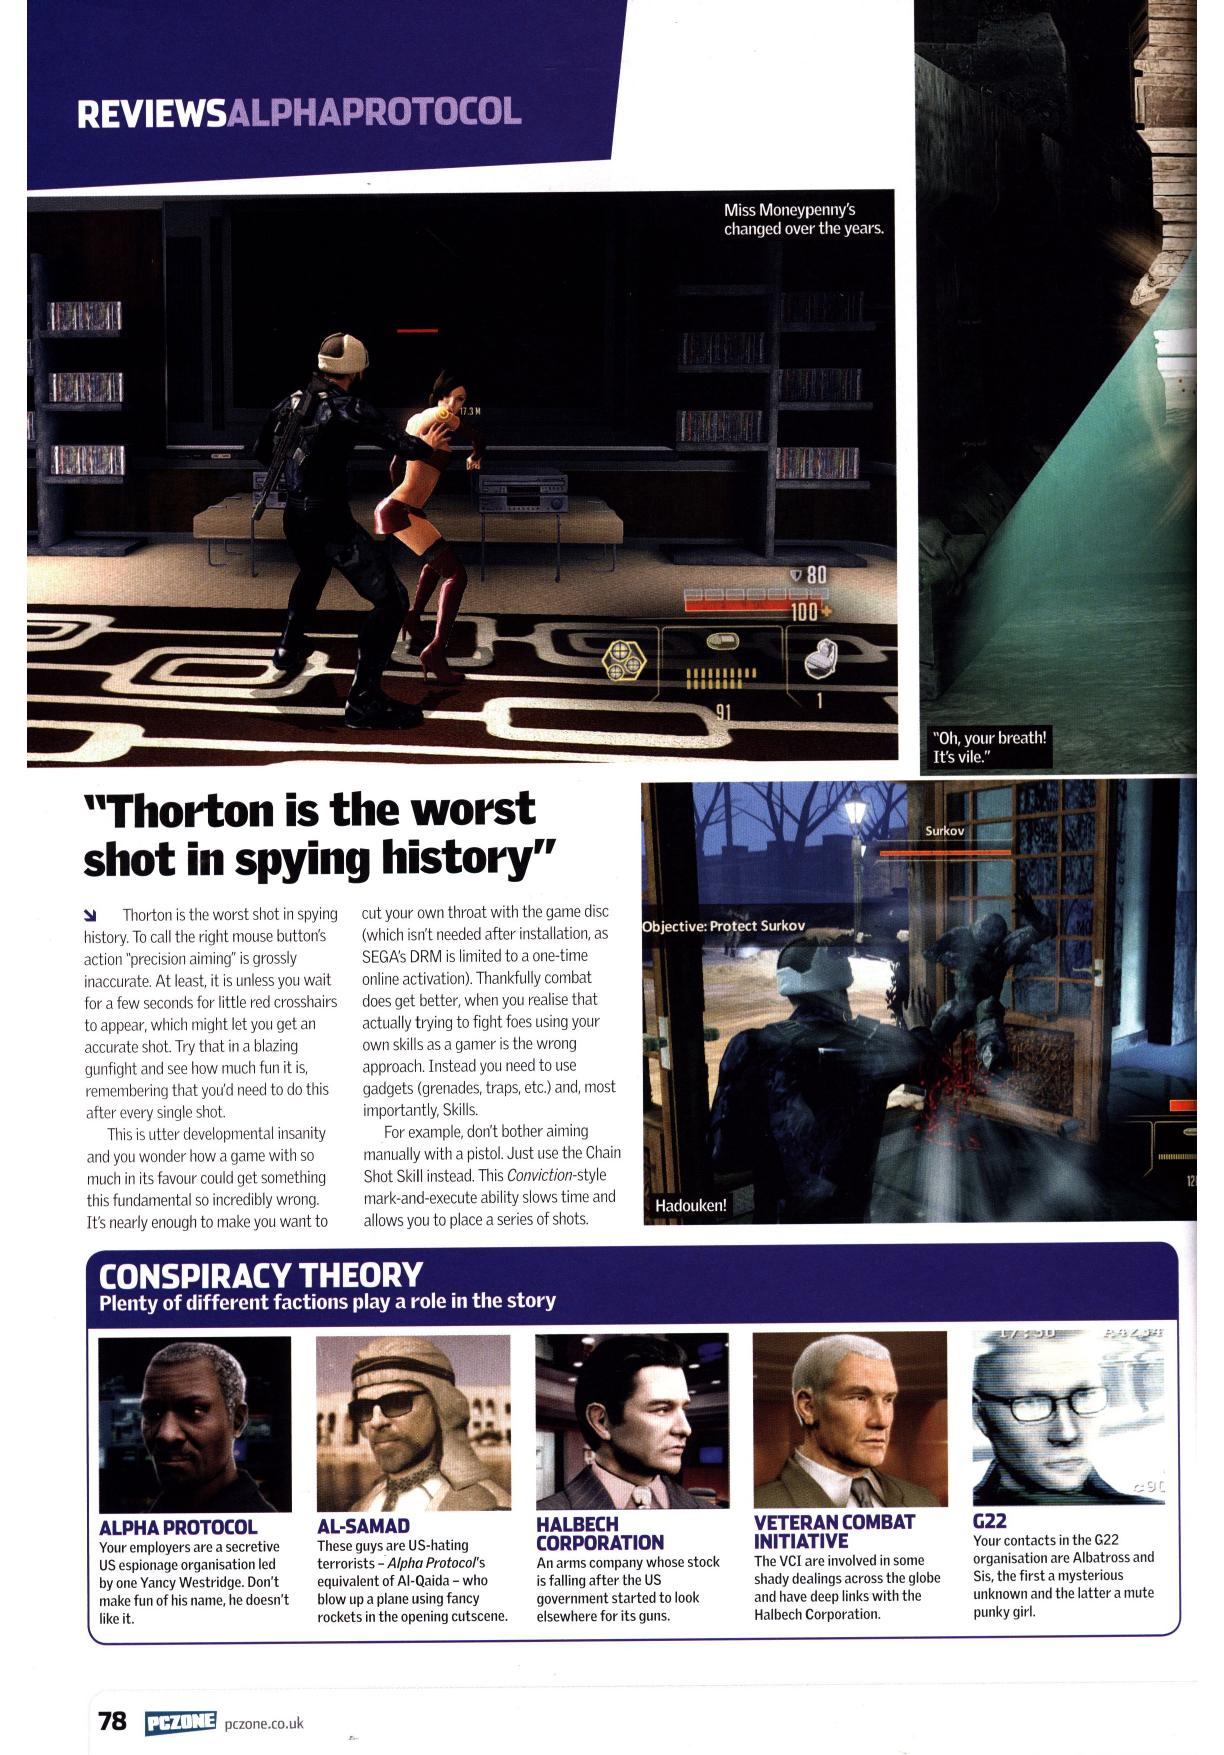 REVIEWSALPHAPROTOCOL
Miss Moneypenny's
changed over the years.
17.3 M
80
100+
91
1
"Oh, your breath!
It's vile."
"Thorton is the worst
shot in spying history"
Thorton is the worst shot in spying
history. To call the right mouse button's
action "precision aiming" is grossly
inaccurate. At least, it is unless you wait
for a few seconds for little red crosshairs
to appear, which might let you get an
accurate shot. Try that in a blazing
gunfight and see how much fun it is,
remembering that you'd need to do this
after every single shot.
This is utter developmental insanity
and you wonder how a game with so
much in its favour could get something
this fundamental so incredibly wrong.
It's nearly enough to make you want to
cut your own throat with the game disc
(which isn't needed after installation, as
SEGA's DRM is limited to a one-time
online activation). Thankfully combat
does get better, when you realise that
actually trying to fight foes using your
own skills as a gamer is the wrong
approach. Instead you need to use
gadgets (grenades, traps, etc.) and, most
importantly, Skills.
For example, don't bother aiming
manually with a pistol. Just use the Chain
Shot Skill instead. This Conviction-style
mark-and-execute ability slows time and
allows you to place a series of shots.
Surkov
Objective: Protect Surkov
Hadouken!
CONSPIRACY THEORY
Plenty of different factions play a role in the story
ALPHA PROTOCOL
Your employers are a secretive
US espionage organisation led
by one Yancy Westridge. Don't
make fun of his name, he doesn't
like it.
AL-SAMAD
These guys are US-hating
terrorists – Alpha Protocol's
equivalent of Al-Qaida – who
blow up a plane using fancy
rockets in the opening cutscene.
HALBECH
CORPORATION
An arms company whose stock
is falling after the US
government started to look
elsewhere for its guns.
VETERAN COMBAT
INITIATIVE
The VCI are involved in some
shady dealings across the globe
and have deep links with the
Halbech Corporation.
G22
Your contacts in the G22
organisation are Albatross and
Sis, the first a mysterious
unknown and the latter a mute
punky girl.
78 PCZONE pczone.co.uk